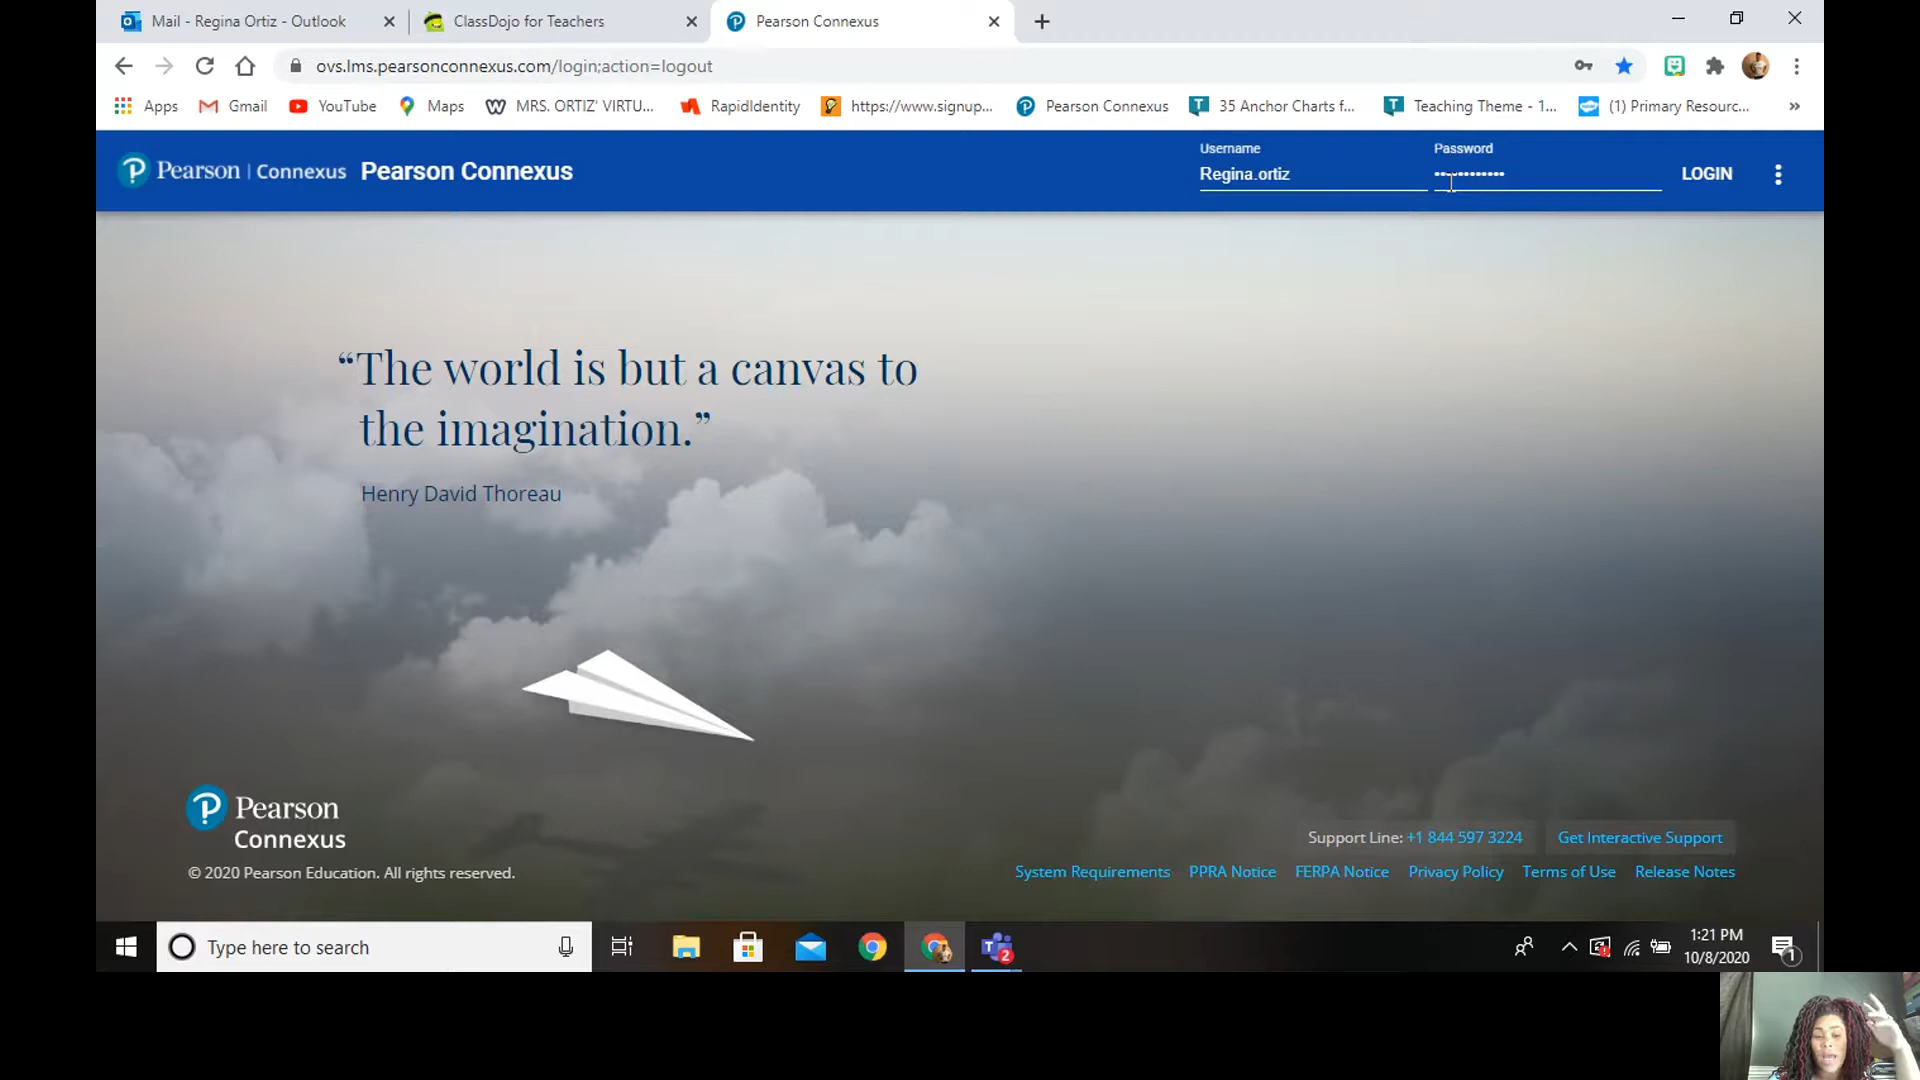 Mail - Regina Ortiz - Outlook
ClassDojo for Teachers
Pearson Connexus
ovs.lms.pearsonconnexus.com/login;action=logout
Apps
Gmail
YouTube
Maps
MRS. ORTIZ' VIRTU...
RapidIdentity
https://www.signup...
Pearson Connexus
35 Anchor Charts f...
Teaching Theme - 1...
(1) Primary Resourc...
Pearson | Connexus
Pearson Connexus
Username
Regina.ortiz
Password
••••••••••••
LOGIN
“The world is but a canvas to
the imagination.”
Henry David Thoreau
Pearson
Connexus
© 2020 Pearson Education. All rights reserved.
Support Line: +1 844 597 3224
Get Interactive Support
System Requirements
PPRA Notice
FERPA Notice
Privacy Policy
Terms of Use
Release Notes
Type here to search
2
1:21 PM
10/8/2020
1